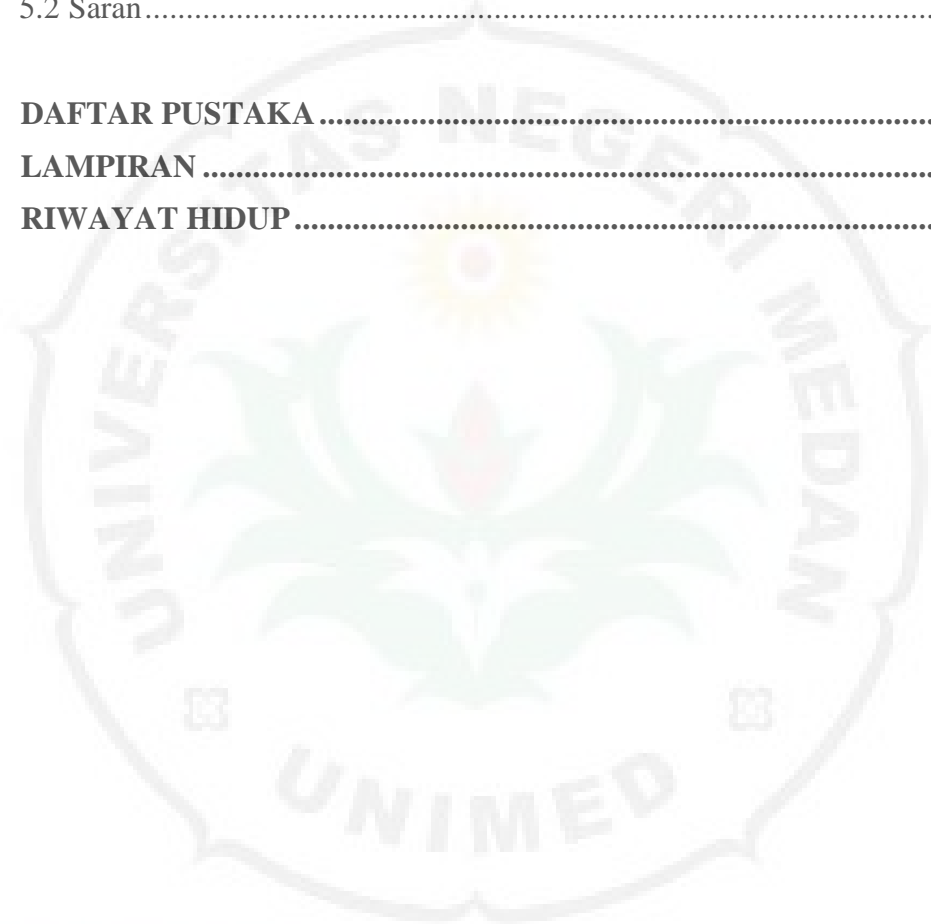 5.2 Saran........................................................................................
DAFTAR PUSTAKA....................................................................
LAMPIRAN................................................................................
RIWAYAT HIDUP.......................................................................
UNIVERSITAS NEGERI MEDAN
UNIMED